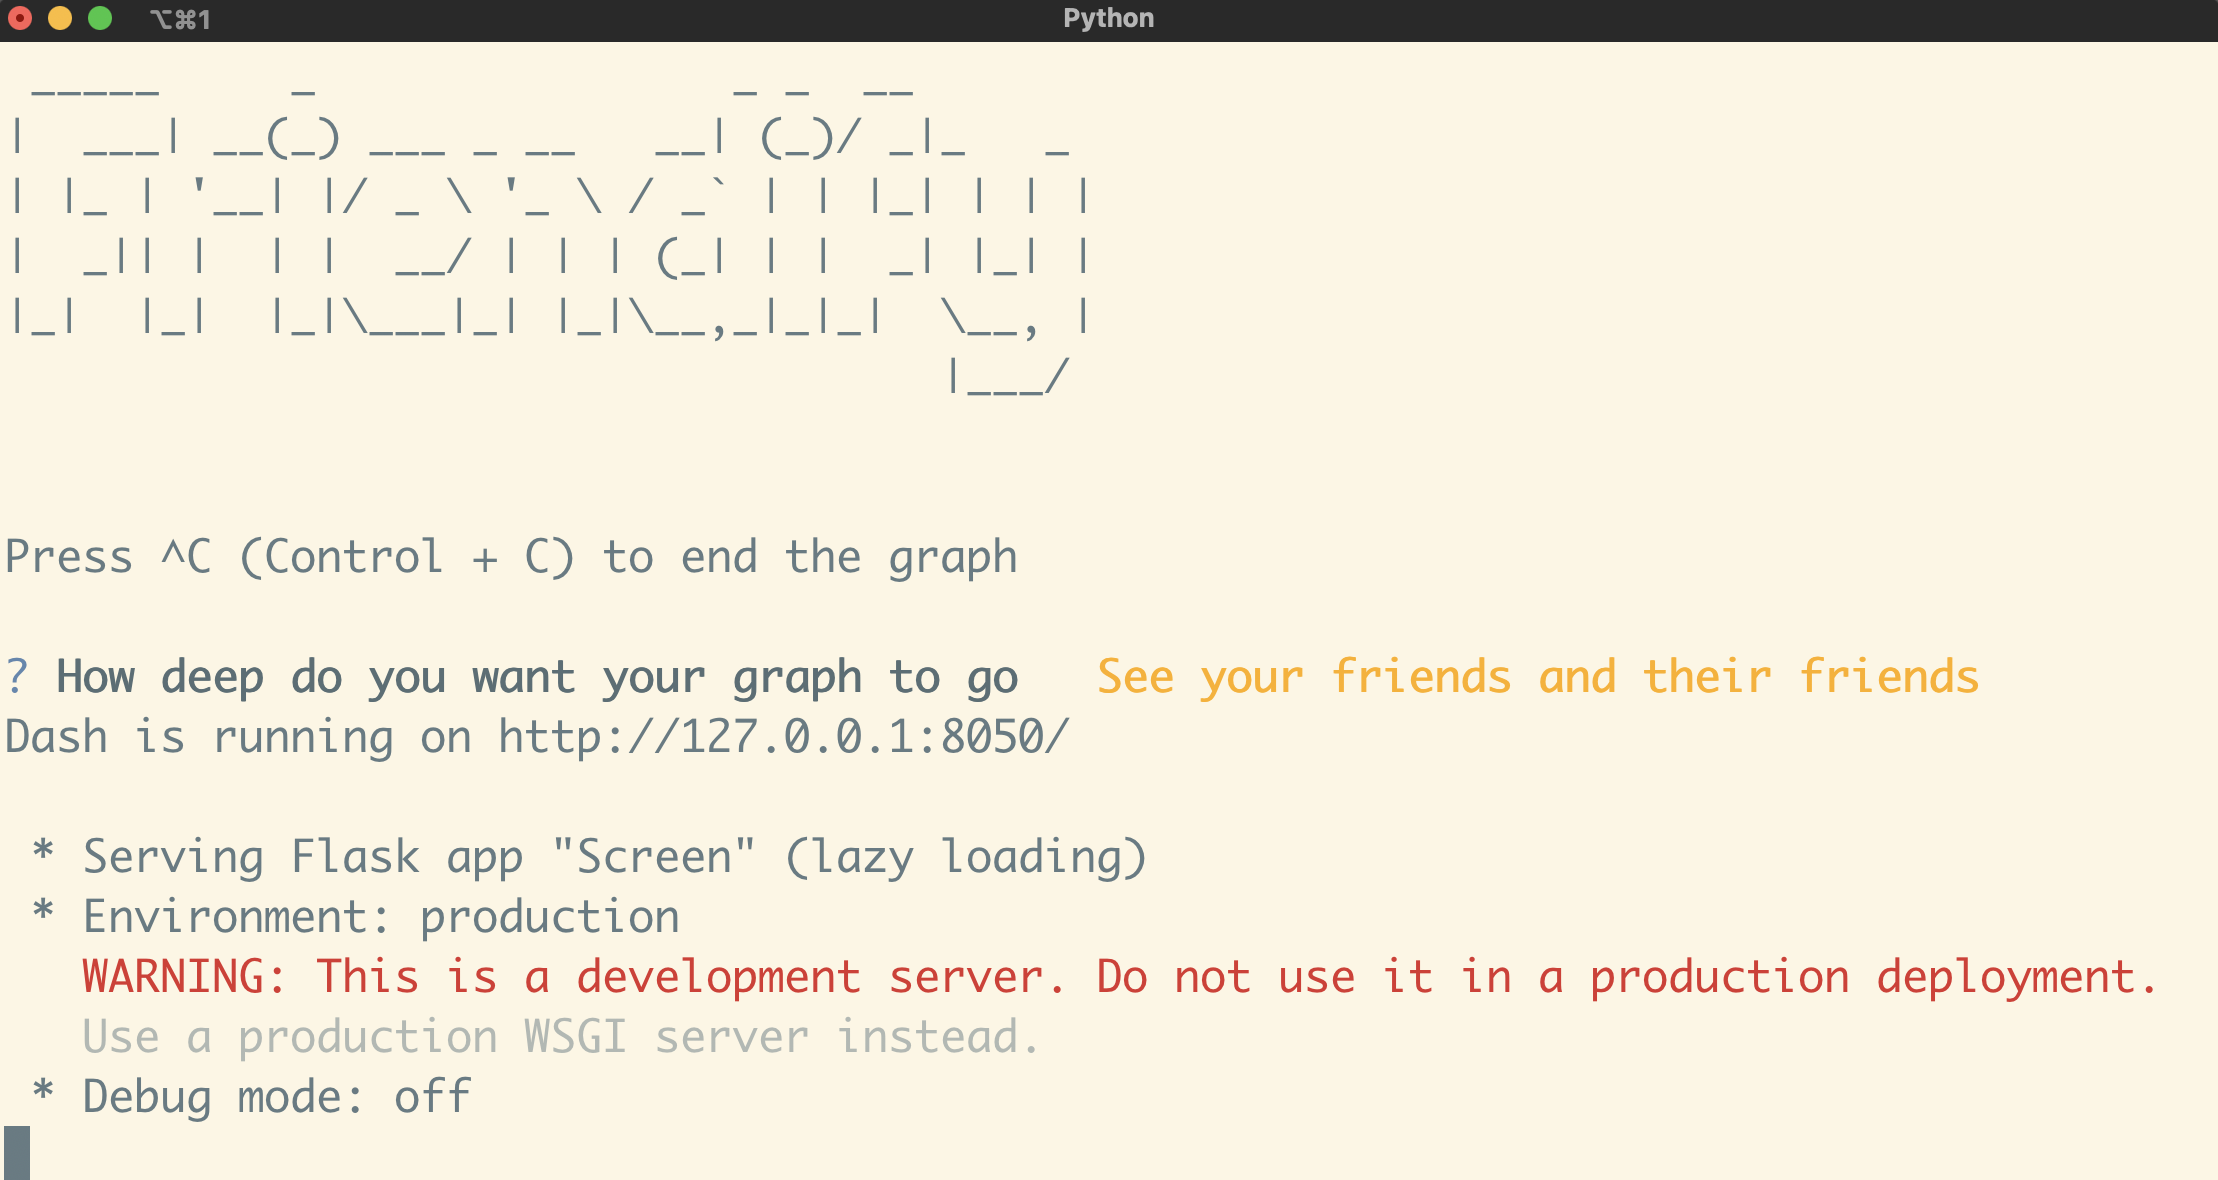 ⌥⌘1 Python
 _____     _                _ _  __
|  ___| __(_) ___ _ __   __| (_)/ _|_   _
| |_ | '__| |/ _ \ '_ \ / _` | | |_| | | |
|  _|| |  | |  __/ | | | (_| | |  _| |_| |
|_|  |_|  |_|\___|_| |_|\__,_|_|_|  \__, |
                                    |___/
Press ^C (Control + C) to end the graph
? How deep do you want your graph to go   See your friends and their friends
Dash is running on http://127.0.0.1:8050/
 * Serving Flask app "Screen" (lazy loading)
 * Environment: production
   WARNING: This is a development server. Do not use it in a production deployment.
   Use a production WSGI server instead.
 * Debug mode: off